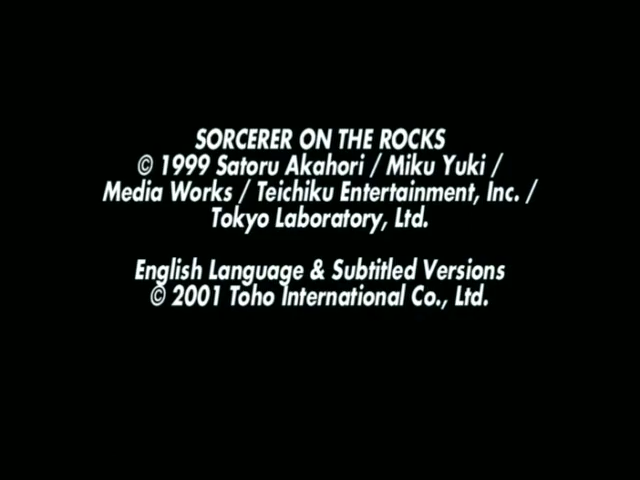 SORCERER ON THE ROCKS
© 1999 Satoru Akahori / Miku Yuki /
Media Works / Teichiku Entertainment, Inc. /
Tokyo Laboratory, Ltd.
English Language & Subtitled Versions
© 2001 Toho International Co., Ltd.